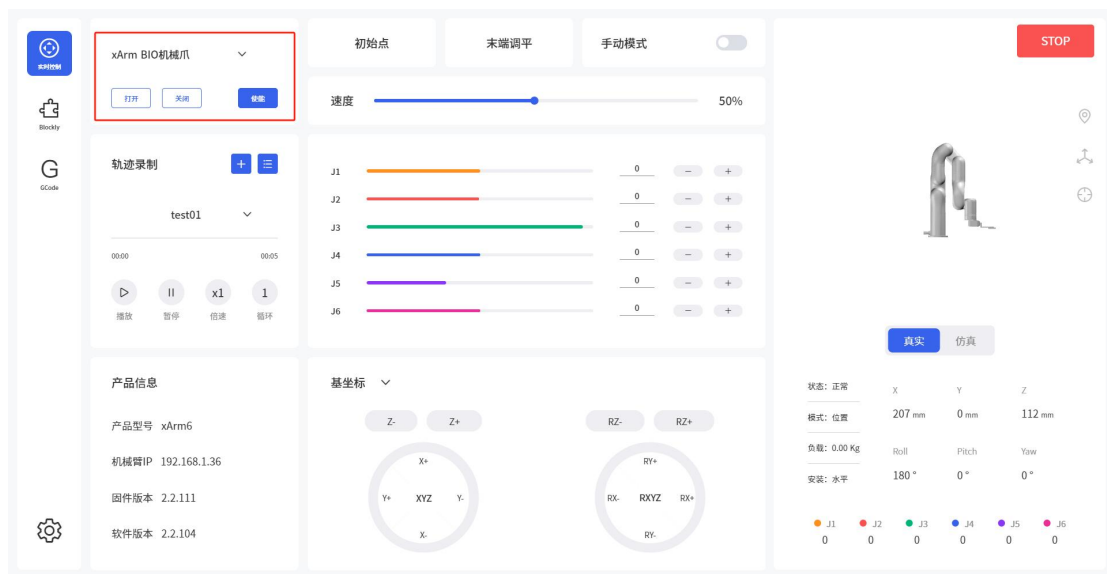 实时控制
Blockly
G
GCode
xArm BIO机械爪
打开 关闭 使能
轨迹录制 +
test01
00:00 00:05
x1 1
播放 暂停 倍速 循环
产品信息
产品型号 xArm6
机械臂IP 192.168.1.36
固件版本 2.2.111
软件版本 2.2.104
初始点 末端调平 手动模式
速度 50%
J1 0 - +
J2 0 - +
J3 0 - +
J4 0 - +
J5 0 - +
J6 0 - +
基坐标
Z- Z+ RZ- RZ+
X+ RY+
Y+ XYZ Y- RX- RXYZ RX+
X- RY-
STOP
真实 仿真
状态: 正常
模式: 位置
负载: 0.00 Kg
安装: 水平
X Y Z
207 mm 0 mm 112 mm
Roll Pitch Yaw
180 ° 0 ° 0 °
J1 J2 J3 J4 J5 J6
0 0 0 0 0 0